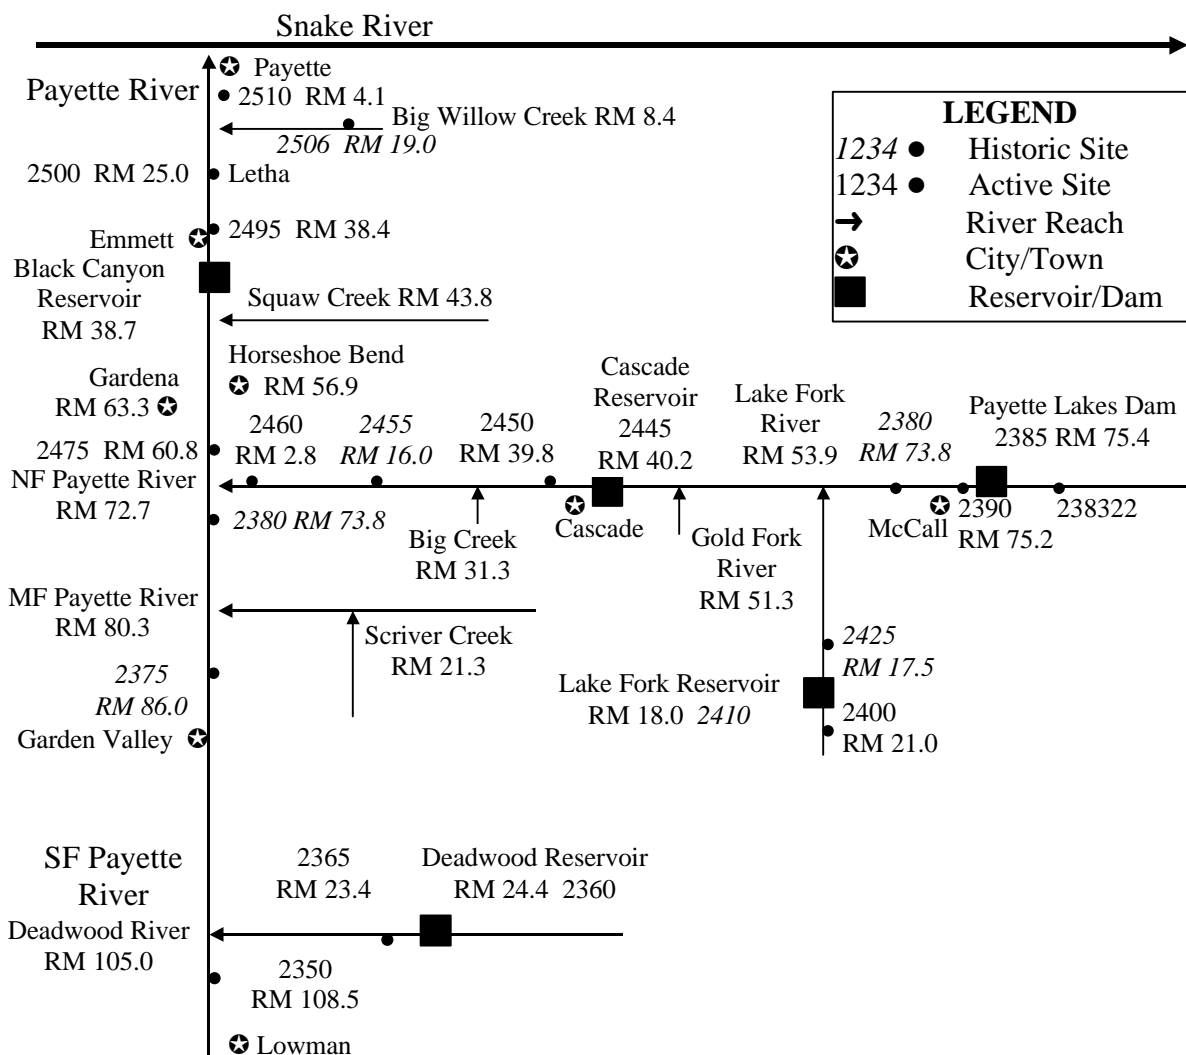 Snake River
Payette
Payette River
2510 RM 4.1
Big Willow Creek RM 8.4
2506 RM 19.0
LEGEND
1234 Historic Site
1234 Active Site
River Reach
City/Town
Reservoir/Dam
2500 RM 25.0
Letha
2495 RM 38.4
Emmett
Black Canyon
Reservoir
RM 38.7
Squaw Creek RM 43.8
Horseshoe Bend
RM 56.9
Gardena
RM 63.3
2475 RM 60.8
NF Payette River
RM 72.7
2460
RM 2.8
2455
RM 16.0
2450
RM 39.8
Cascade
Reservoir
2445
RM 40.2
Lake Fork
River
RM 53.9
2380
RM 73.8
Payette Lakes Dam
2385 RM 75.4
2380 RM 73.8
Big Creek
RM 31.3
Cascade
Gold Fork
River
RM 51.3
McCall
2390
RM 75.2
238322
MF Payette River
RM 80.3
Scriver Creek
RM 21.3
2425
RM 17.5
Lake Fork Reservoir
RM 18.0 2410
2400
RM 21.0
2375
RM 86.0
Garden Valley
SF Payette
River
2365
RM 23.4
Deadwood Reservoir
RM 24.4 2360
Deadwood River
RM 105.0
2350
RM 108.5
Lowman